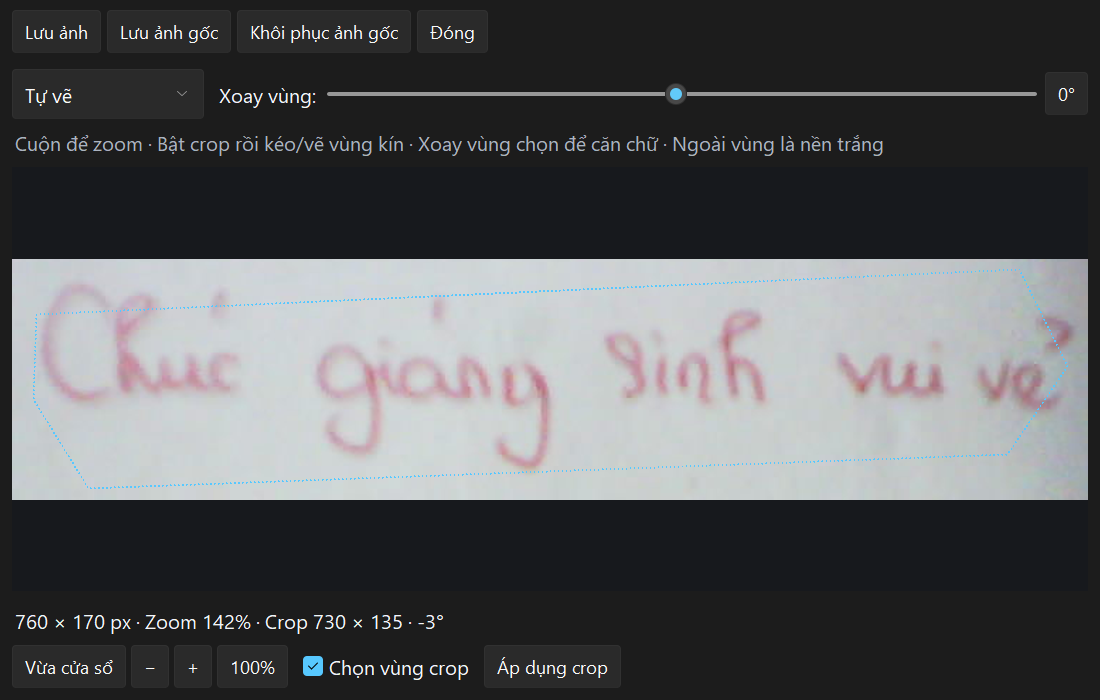 Lưu ảnh Lưu ảnh gốc Khôi phục ảnh gốc Đóng
Tự vẽ Xoay vùng: 0°
Cuộn để zoom · Bật crop rồi kéo/vẽ vùng kín · Xoay vùng chọn để căn chữ · Ngoài vùng là nền trắng
Chúc giáng sinh vui vẻ
760 × 170 px · Zoom 142% · Crop 730 × 135 · -3°
Vừa cửa sổ − + 100% Chọn vùng crop Áp dụng crop